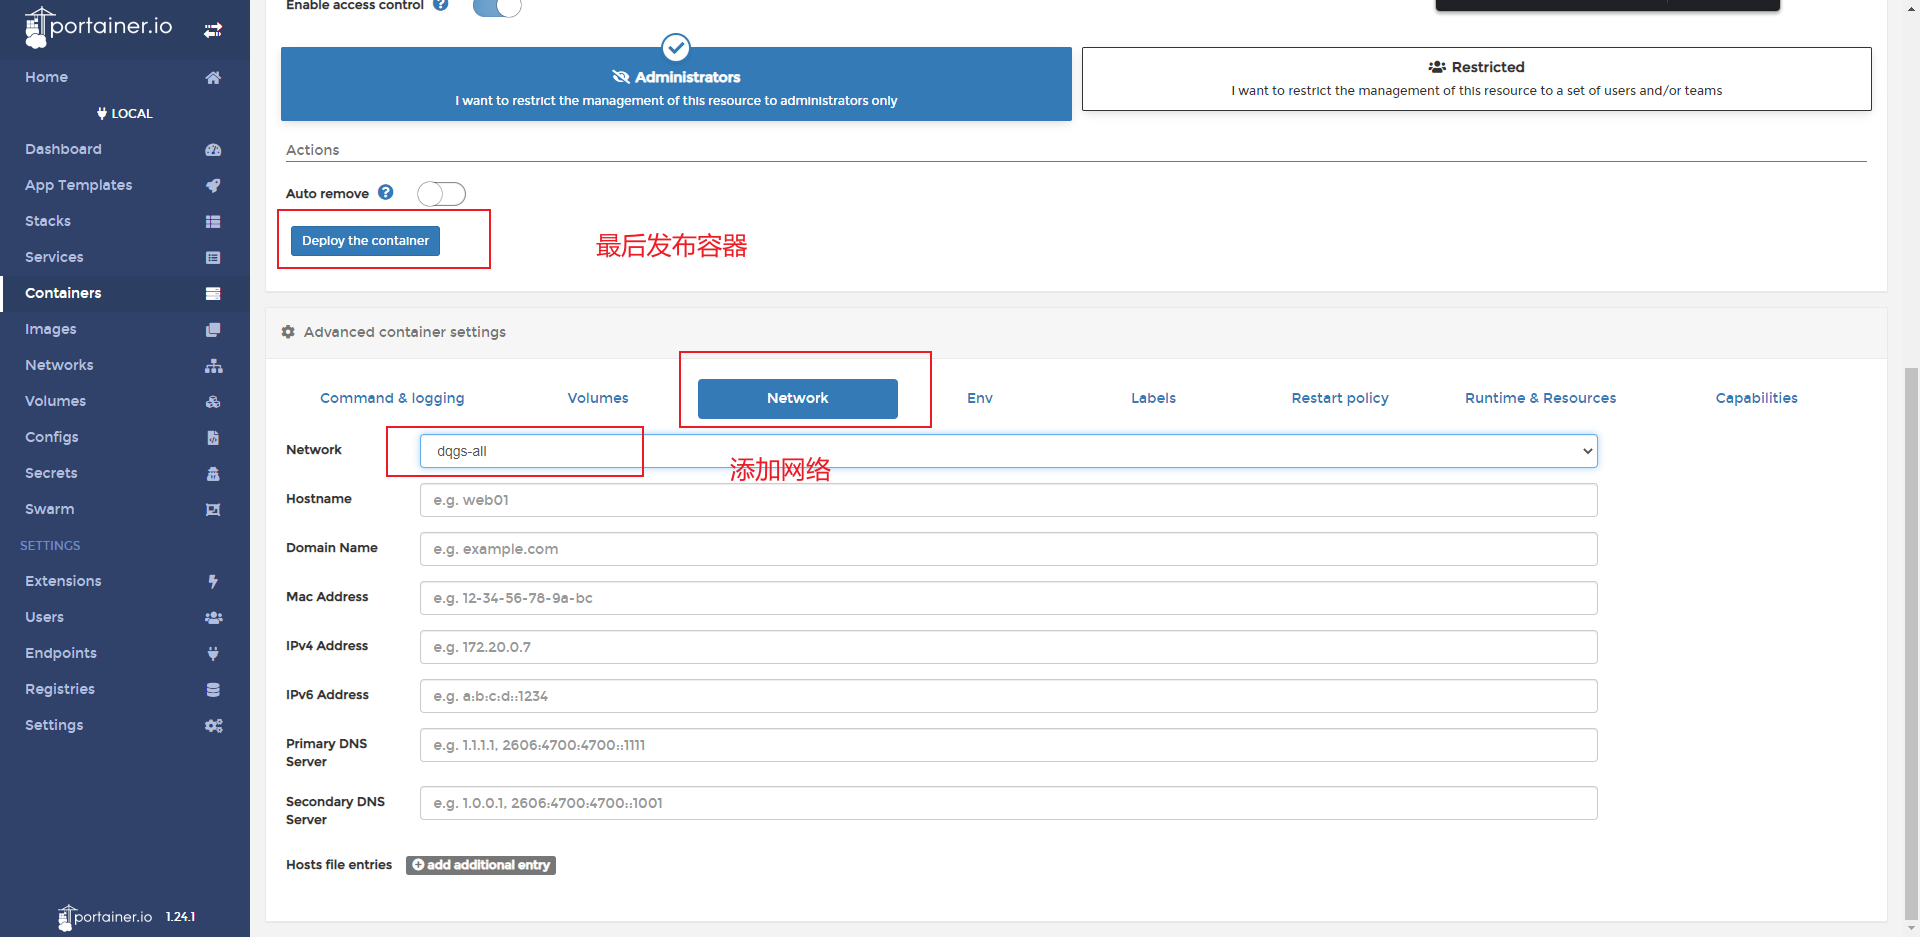 portainer.io
Home
LOCAL
Dashboard
App Templates
Stacks
Services
Containers
Images
Networks
Volumes
Configs
Secrets
Swarm
SETTINGS
Extensions
Users
Endpoints
Registries
Settings
portainer.io 1.24.1
Enable access control
Administrators
I want to restrict the management of this resource to administrators only
Restricted
I want to restrict the management of this resource to a set of users and/or teams
Actions
Auto remove
Deploy the container
最后发布容器
Advanced container settings
Command & logging Volumes Network Env Labels Restart policy Runtime & Resources Capabilities
Network dqgs-all
添加网络
Hostname e.g. web01
Domain Name e.g. example.com
Mac Address e.g. 12-34-56-78-9a-bc
IPv4 Address e.g. 172.20.0.7
IPv6 Address e.g. a:b:c:d::1234
Primary DNS e.g. 1.1.1.1, 2606:4700:4700::1111
Server
Secondary DNS e.g. 1.0.0.1, 2606:4700:4700::1001
Server
Hosts file entries add additional entry